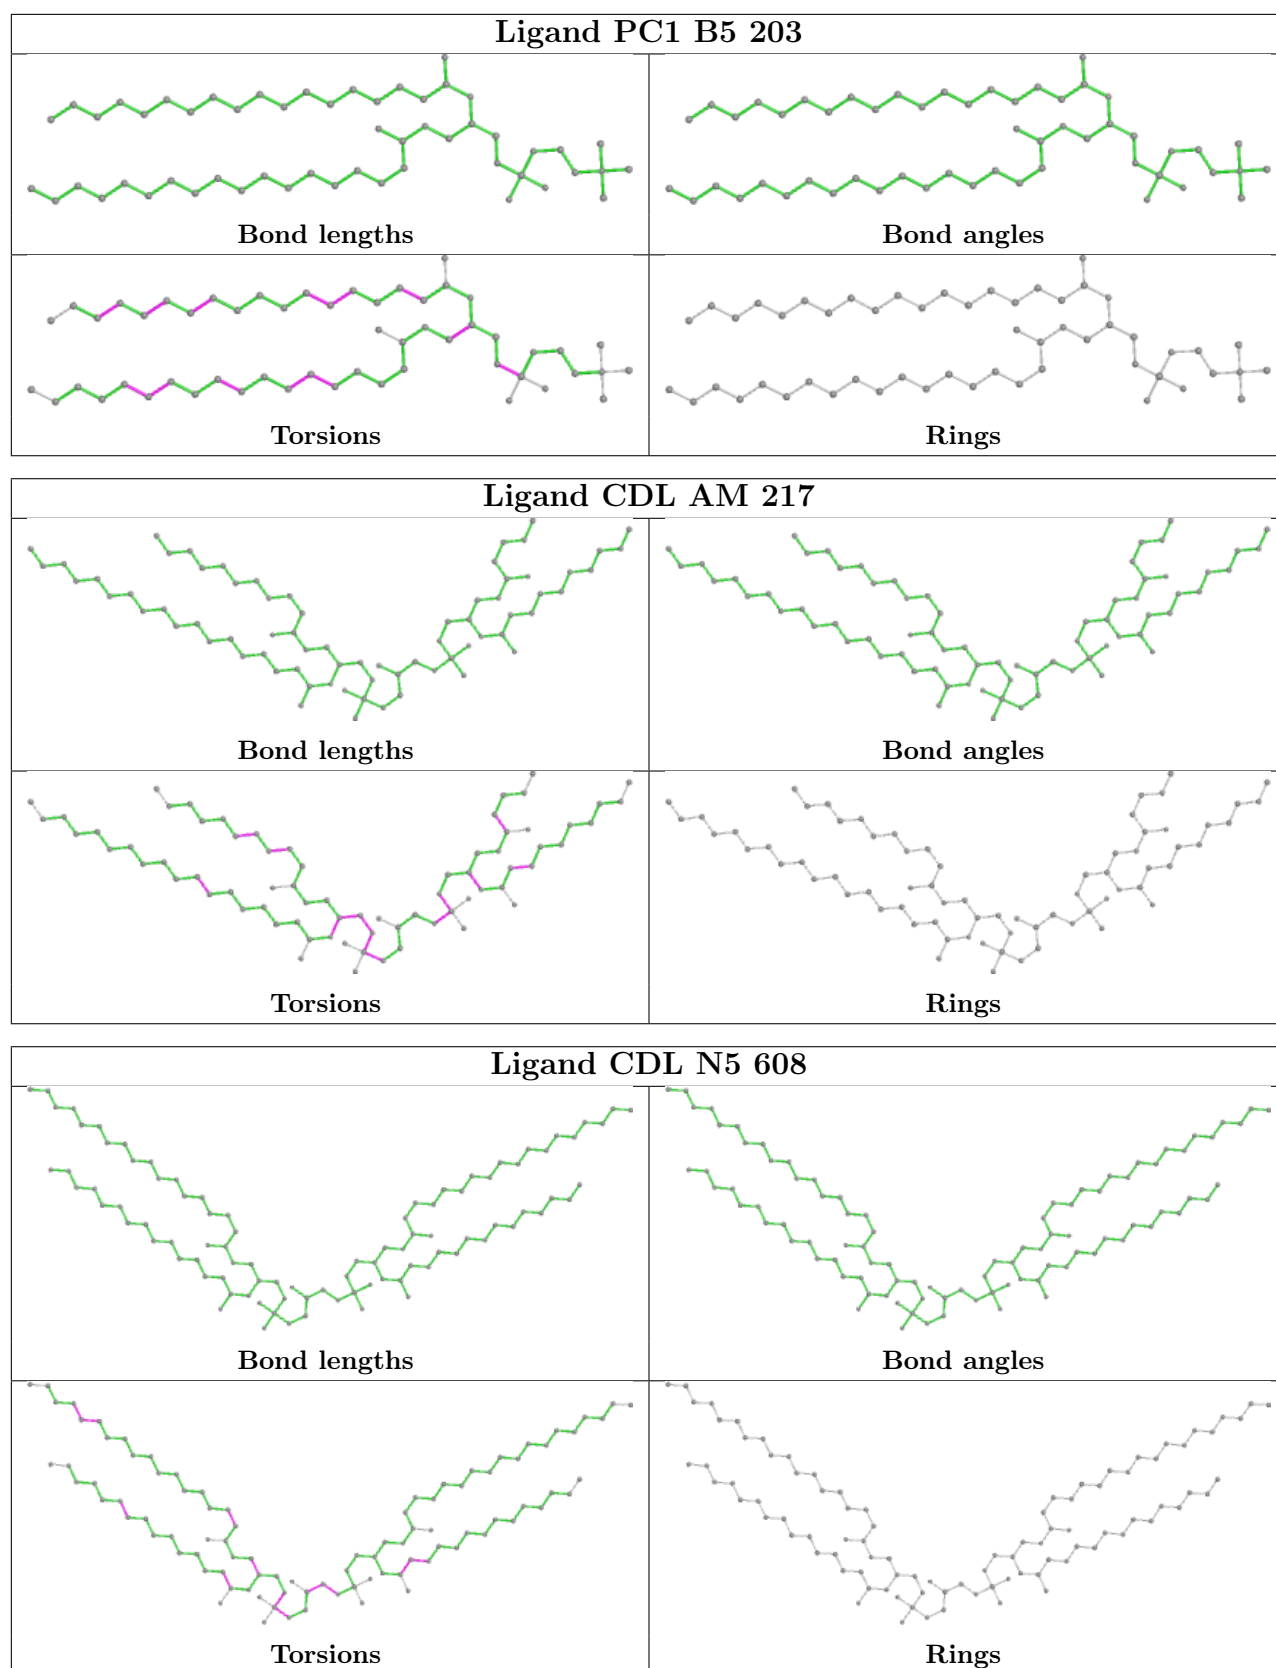 Ligand PC1 B5 203
Bond lengths
Bond angles
Torsions
Rings
Ligand CDL AM 217
Bond lengths
Bond angles
Torsions
Rings
Ligand CDL N5 608
Bond lengths
Bond angles
Torsions
Rings